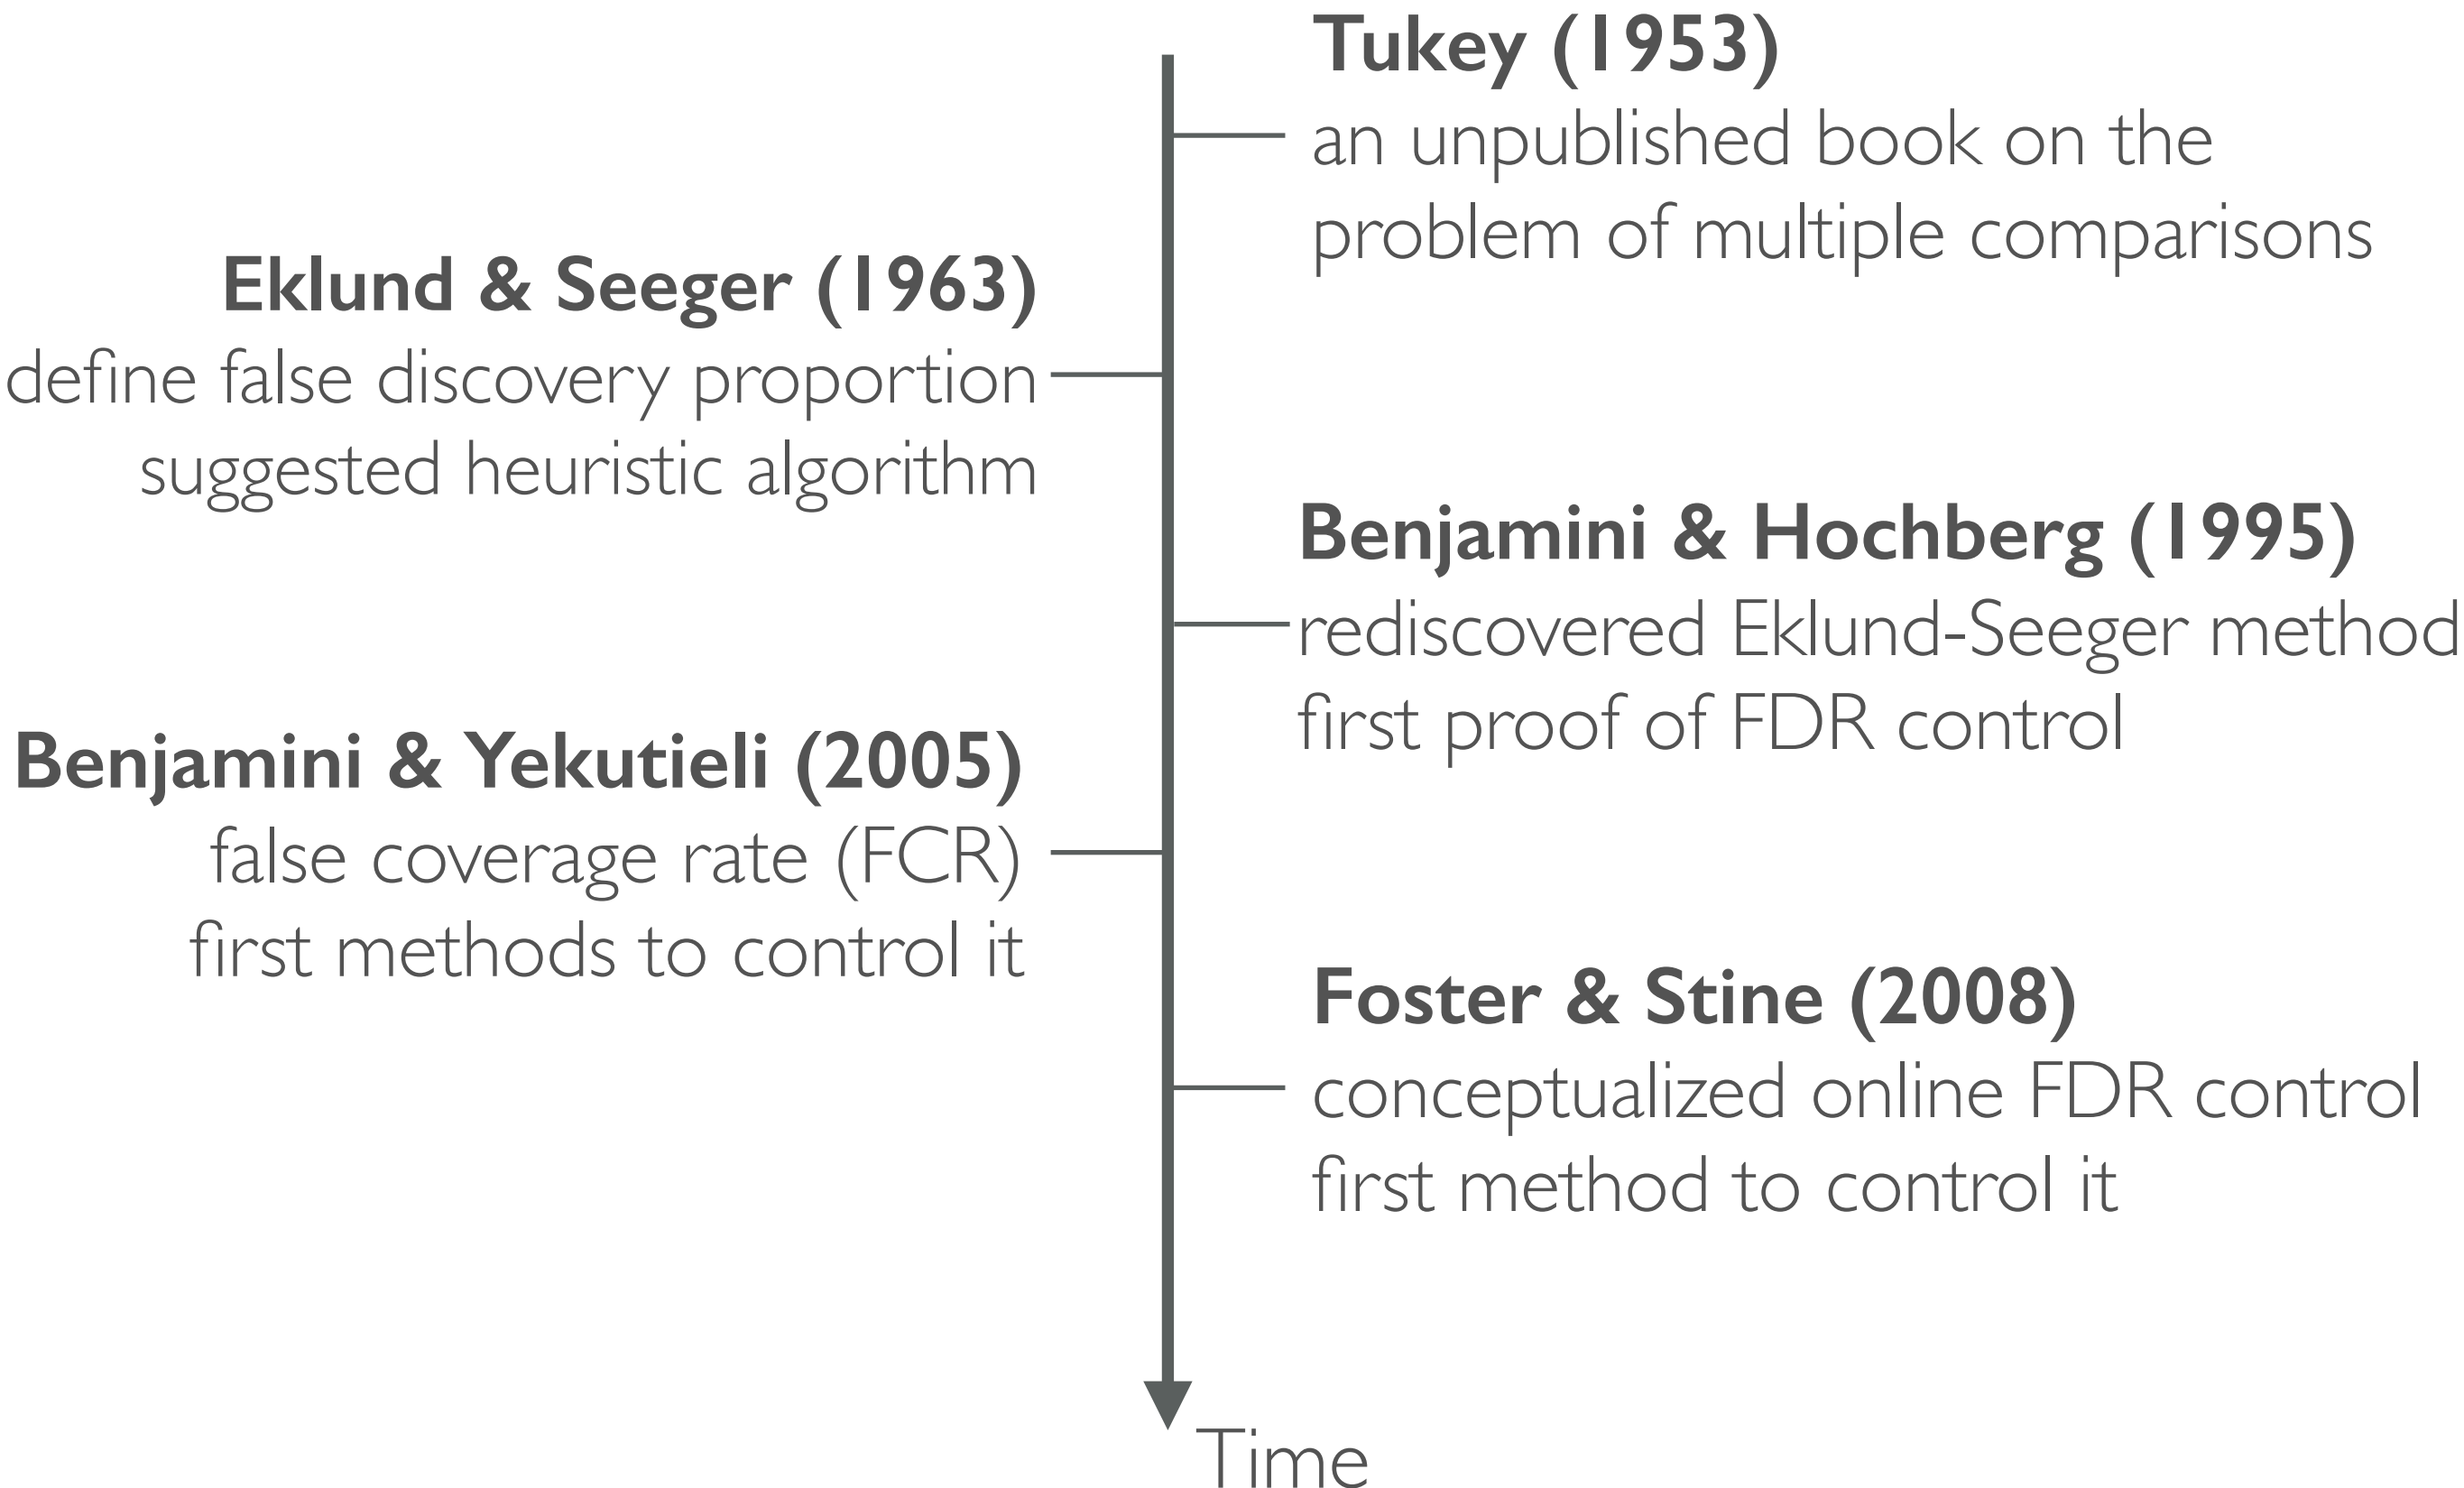 Tukey (1953)
an unpublished book on the
problem of multiple comparisons
Eklund & Seeger (1963)
define false discovery proportion
suggested heuristic algorithm
Benjamini & Hochberg (1995)
rediscovered Eklund-Seeger method
first proof of FDR control
Benjamini & Yekutieli (2005)
false coverage rate (FCR)
first methods to control it
Foster & Stine (2008)
conceptualized online FDR control
first method to control it
Time